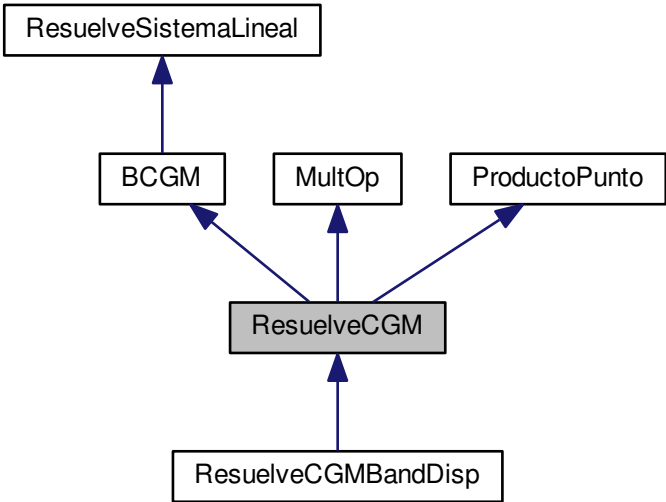 ResuelveSistemaLineal
BCGM
MultOp
ProductoPunto
ResuelveCGM
ResuelveCGMBandDisp